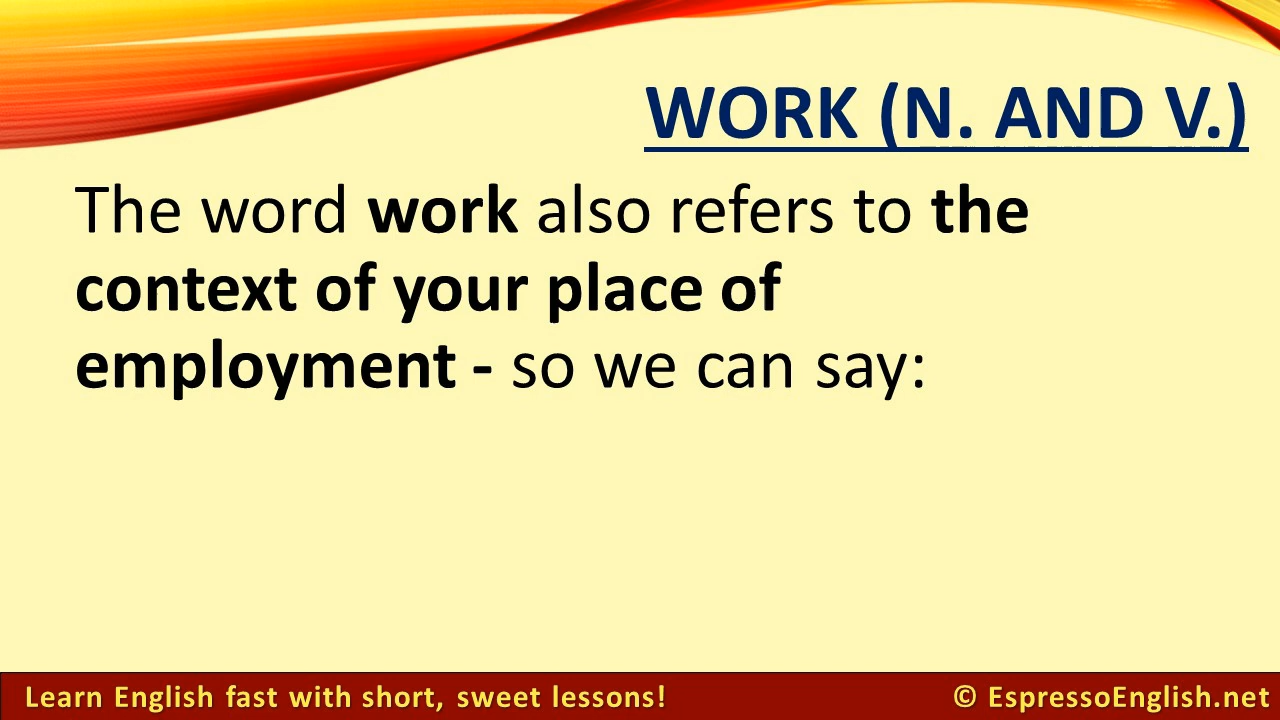 WORK (N. AND V.)
The word work also refers to the
context of your place of
employment - so we can say:
Learn English fast with short, sweet lessons!
© EspressoEnglish.net